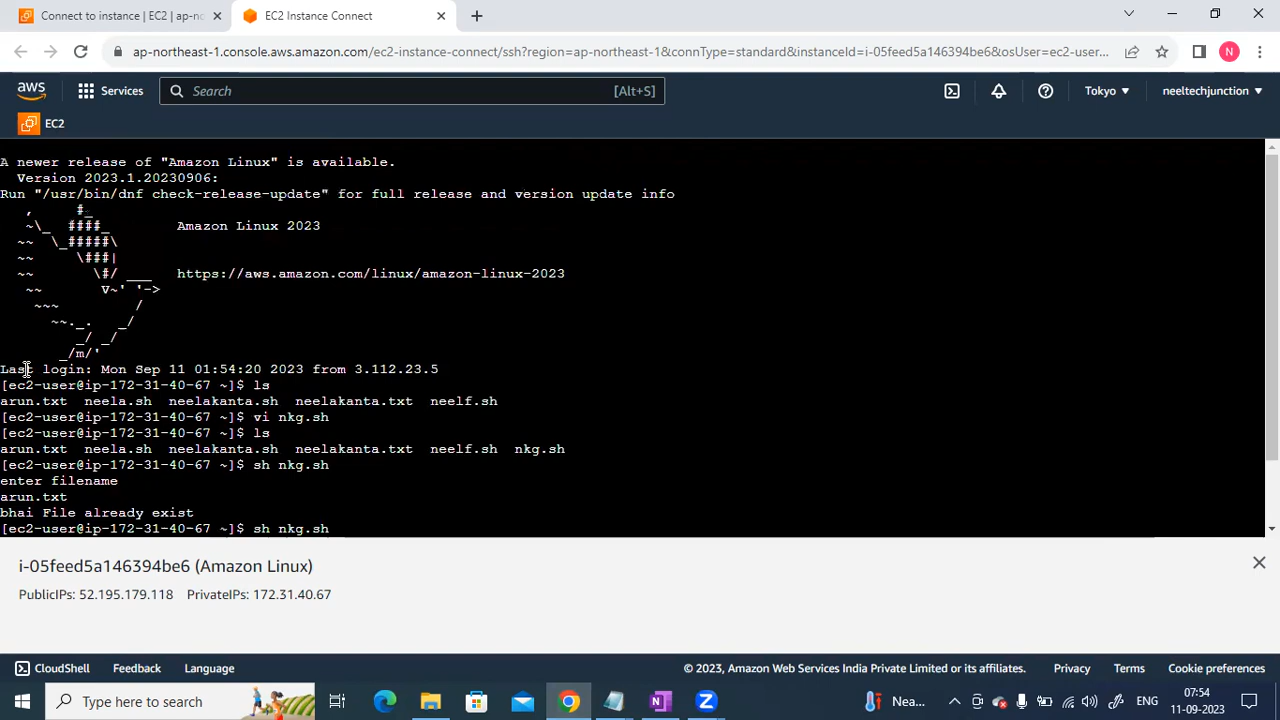 Connect to instance | EC2 | ap-no
EC2 Instance Connect
ap-northeast-1.console.aws.amazon.com/ec2-instance-connect/ssh?region=ap-northeast-1&connType=standard&instanceId=i-05feed5a146394be6&osUser=ec2-user...
N
aws
Services
Search
[Alt+S]
Tokyo
neeltechjunction
EC2
A newer release of "Amazon Linux" is available.
Version 2023.1.20230906:
Run "/usr/bin/dnf check-release-update" for full release and version update info
   ,     #_
   ~\_  ####_        Amazon Linux 2023
  ~~  \_#####\
  ~~     \###|
  ~~       \#/ ___   https://aws.amazon.com/linux/amazon-linux-2023
   ~~       V~' '->
    ~~~         /
      ~~._.   _/
         _/ _/
       _/m/'
Last login: Mon Sep 11 01:54:20 2023 from 3.112.23.5
[ec2-user@ip-172-31-40-67 ~]$ ls
arun.txt  neela.sh  neelakanta.sh  neelakanta.txt  neelf.sh
[ec2-user@ip-172-31-40-67 ~]$ vi nkg.sh
[ec2-user@ip-172-31-40-67 ~]$ ls
arun.txt  neela.sh  neelakanta.sh  neelakanta.txt  neelf.sh  nkg.sh
[ec2-user@ip-172-31-40-67 ~]$ sh nkg.sh
enter filename
arun.txt
bhai File already exist
[ec2-user@ip-172-31-40-67 ~]$ sh nkg.sh
i-05feed5a146394be6 (Amazon Linux)
PublicIPs: 52.195.179.118 PrivateIPs: 172.31.40.67
CloudShell
Feedback
Language
© 2023, Amazon Web Services India Private Limited or its affiliates.
Privacy
Terms
Cookie preferences
Type here to search
Nea...
ENG
07:54
11-09-2023